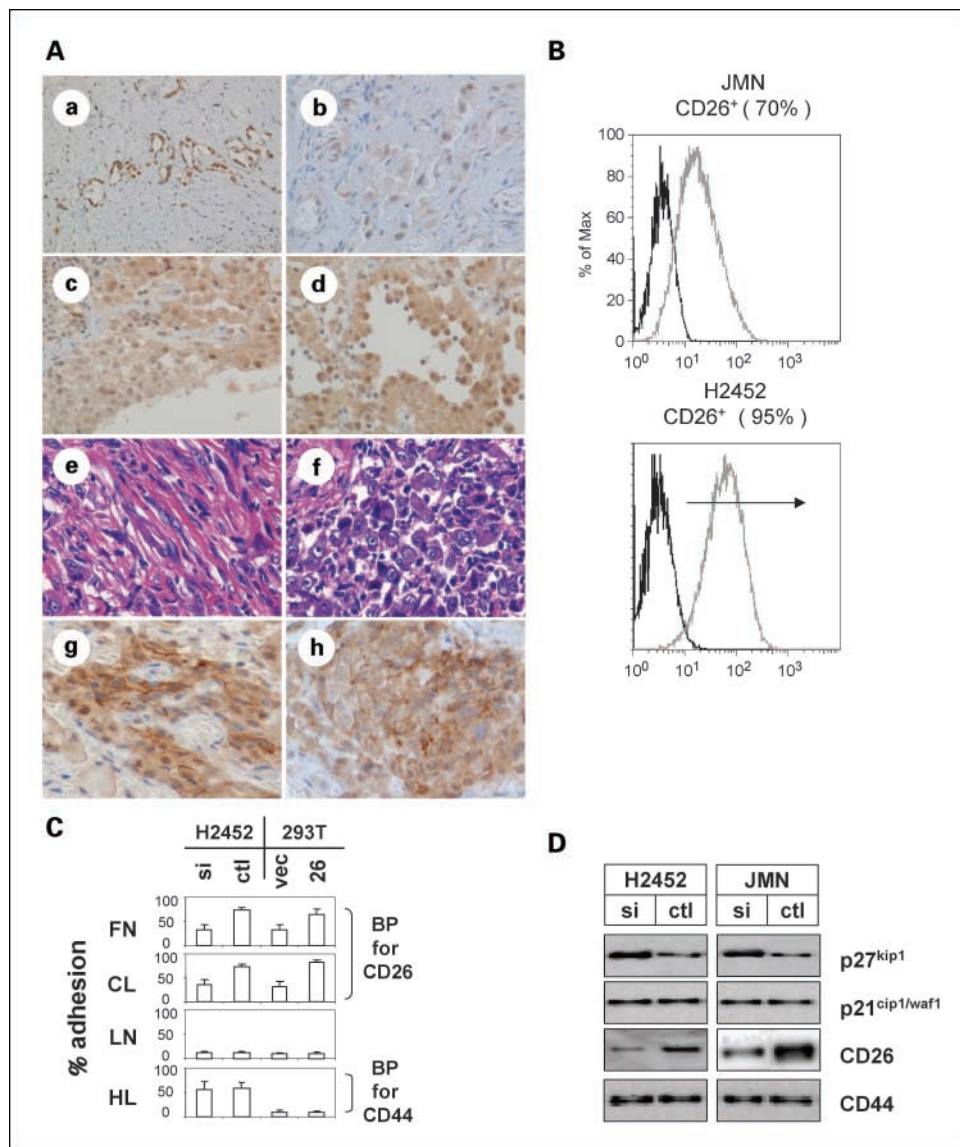 A
a
b
c
d
e
f
g
h
B
JMN
CD26⁺ (70%)
% of Max
100
80
60
40
20
0
10⁰ 10¹ 10² 10³
H2452
CD26⁺ (95%)
10⁰ 10¹ 10² 10³
C
H2452 293T
si ctl vec 26
% adhesion
FN 100 50 0
CL 100 50 0
BP for CD26
LN 100 50 0
HL 100 50 0
BP for CD44
D
H2452 JMN
si ctl si ctl
p27ᵏⁱᵖ¹
p21ᶜⁱᵖ¹/ʷᵃᶠ¹
CD26
CD44